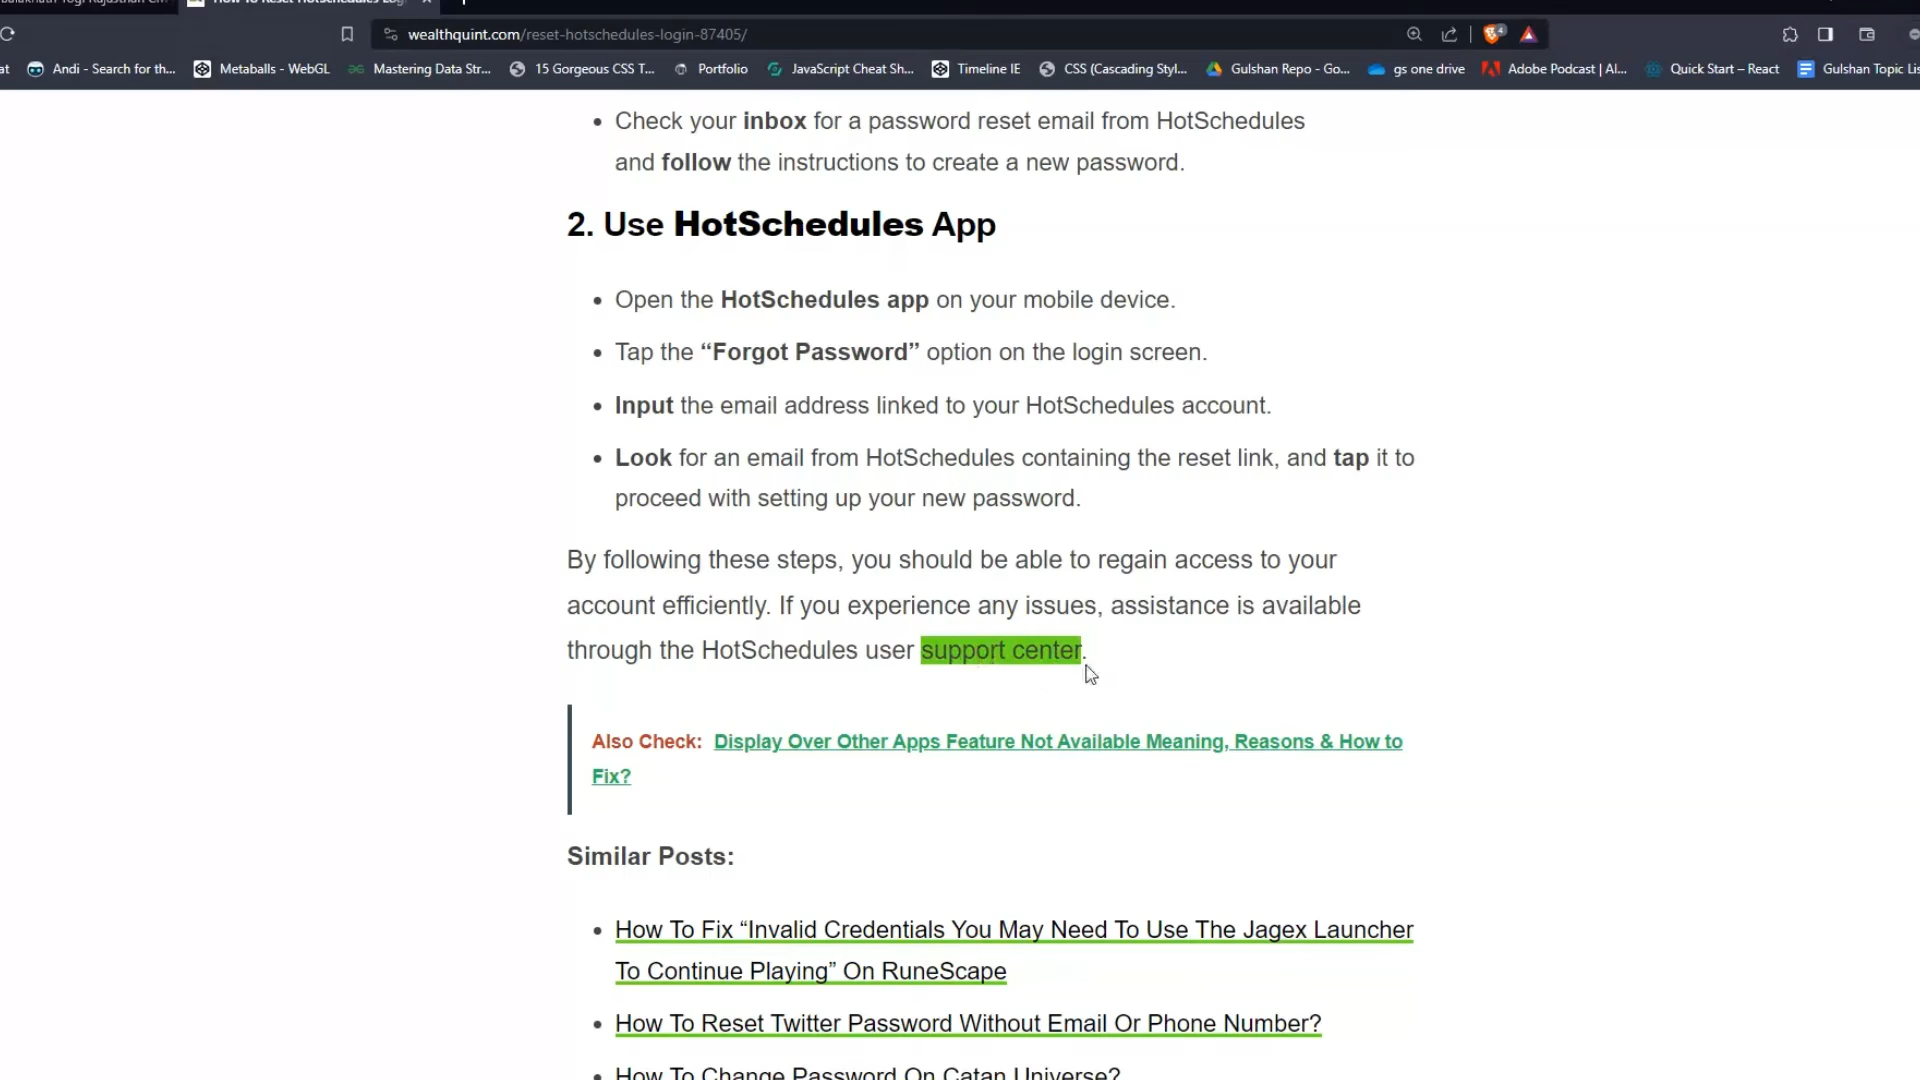 How To Reset HotSchedules Log
wealthquint.com/reset-hotschedules-login-87405/
4
at
Andi - Search for th...
Metaballs - WebGL
Mastering Data Str...
15 Gorgeous CSS T...
Portfolio
JavaScript Cheat Sh...
Timeline IE
CSS (Cascading Styl...
Gulshan Repo - Go...
gs one drive
Adobe Podcast | AI...
Quick Start – React
Gulshan Topic Lis
• Check your inbox for a password reset email from HotSchedules
and follow the instructions to create a new password.
2. Use HotSchedules App
• Open the HotSchedules app on your mobile device.
• Tap the “Forgot Password” option on the login screen.
• Input the email address linked to your HotSchedules account.
• Look for an email from HotSchedules containing the reset link, and tap it to
proceed with setting up your new password.
By following these steps, you should be able to regain access to your
account efficiently. If you experience any issues, assistance is available
through the HotSchedules user support center.
Also Check: Display Over Other Apps Feature Not Available Meaning, Reasons & How to
Fix?
Similar Posts:
• How To Fix “Invalid Credentials You May Need To Use The Jagex Launcher
To Continue Playing” On RuneScape
• How To Reset Twitter Password Without Email Or Phone Number?
• How To Change Password On Catan Universe?